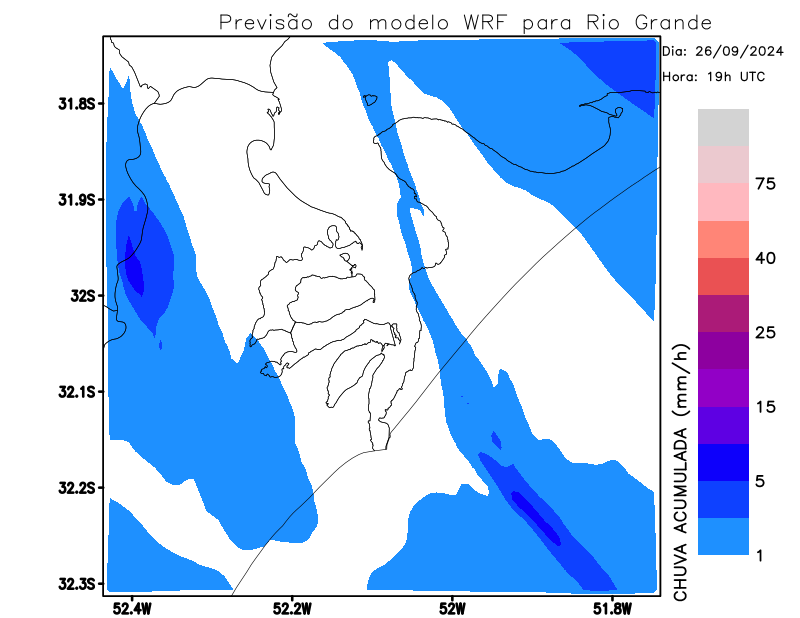 Previsão do modelo WRF para Rio Grande
Dia: 26/09/2024
Hora: 19h UTC
31.8S
31.9S
32S
32.1S
32.2S
32.3S
52.4W
52.2W
52W
51.8W
75
40
25
15
5
1
CHUVA ACUMULADA (mm/h)